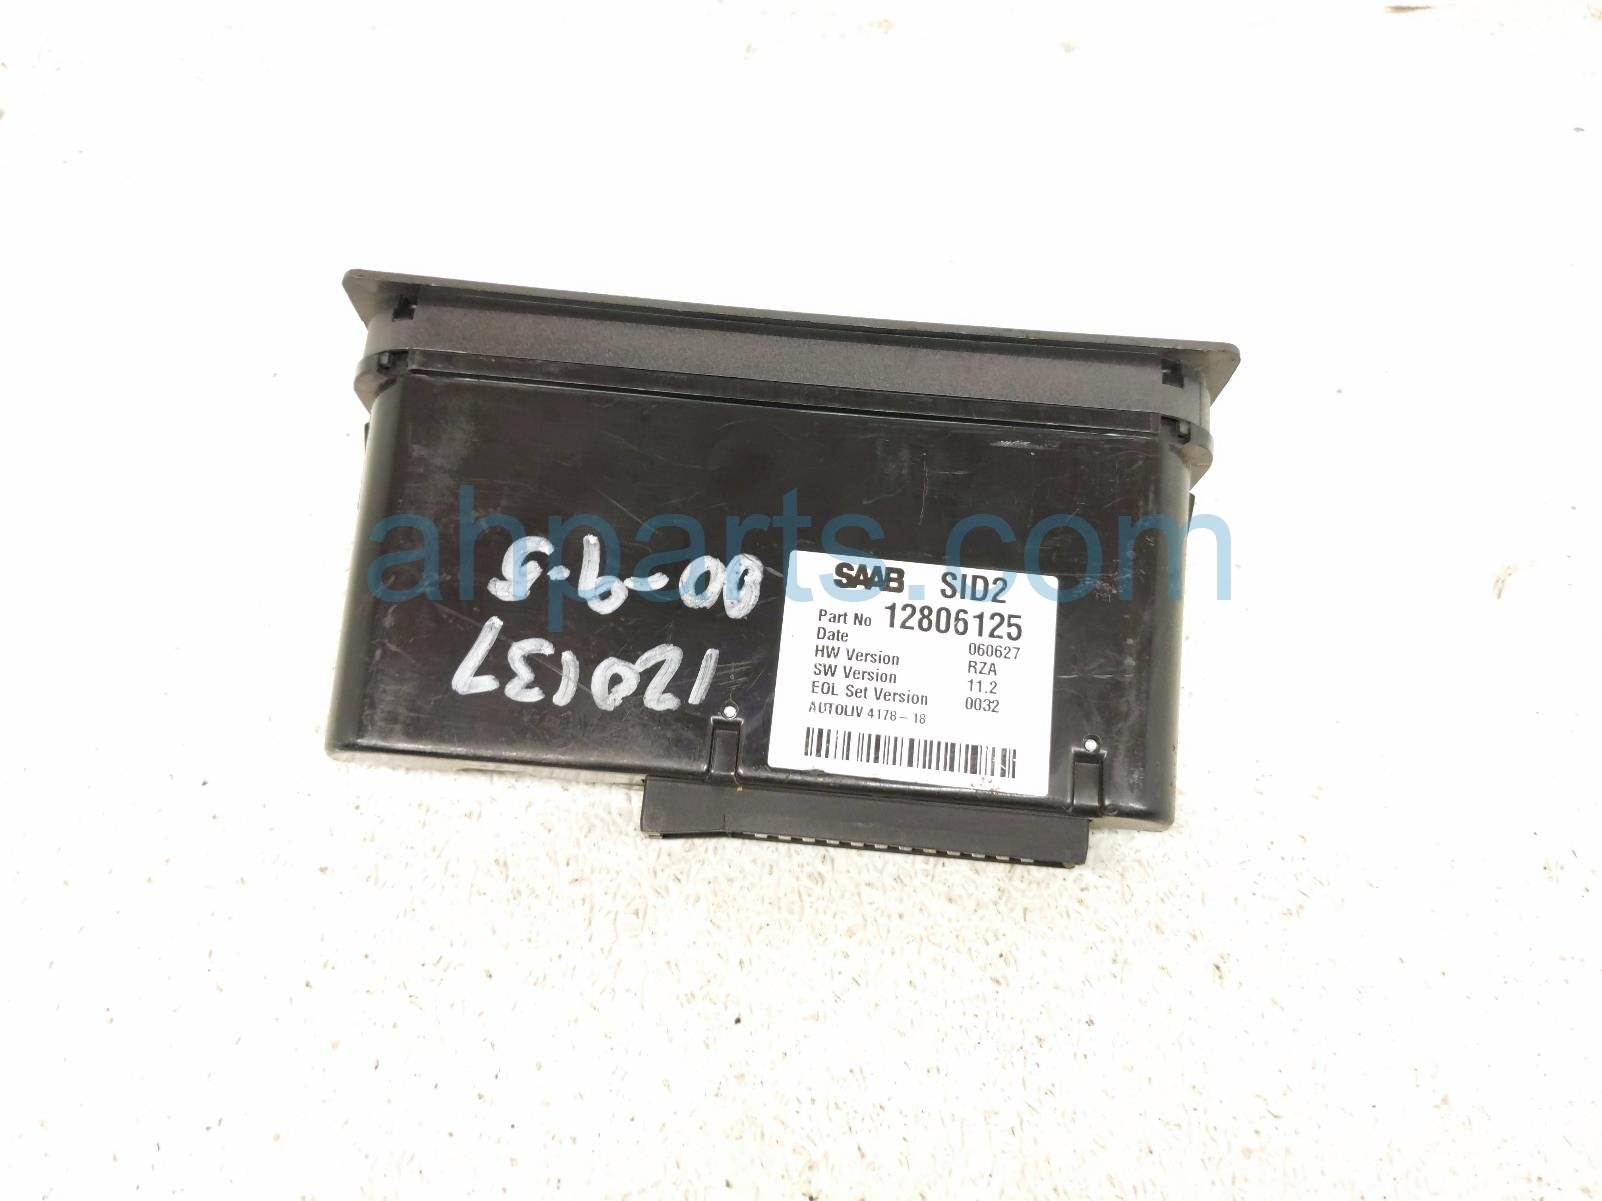 ahparts.com
00-9-5
120137
SAAB SID2
Part No 12806125
Date 060627
HW Version RZA
SW Version 11.2
EOL Set Version 0032
AUTOLIV 4178-18